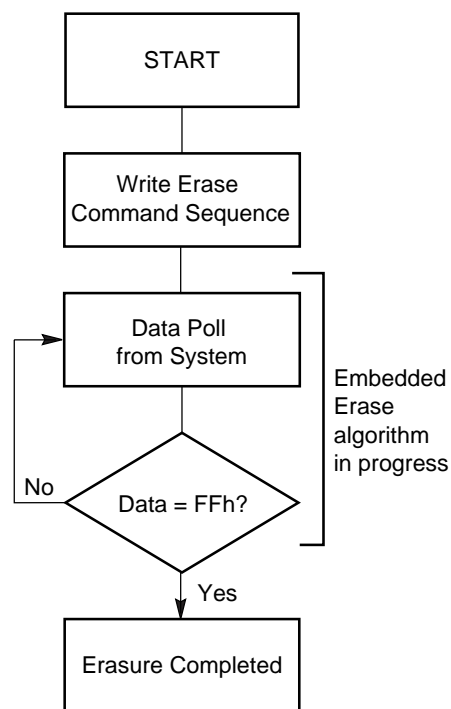 START
Write Erase
Command Sequence
Data Poll
from System
Embedded
Erase
algorithm
in progress
No
Data = FFh?
Yes
Erasure Completed